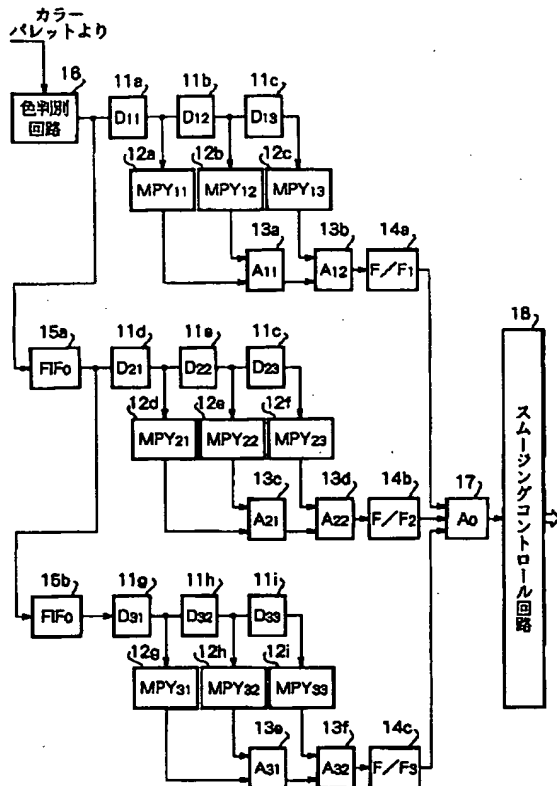 カラー
パレットより
16
色判別
回路
11a 11b 11c
D11 D12 D13
12a 12b 12c
MPY11 MPY12 MPY13
13a 13b 14a
A11 A12 F/F1
15a 11d 11e 11c
FIFO D21 D22 D23
12d 12e 12f
MPY21 MPY22 MPY23
13c 13d 14b 17
A21 A22 F/F2 A0
18
スムージングコントロール回路
15b 11g 11h 11i
FIFO D31 D32 D33
12g 12h 12i
MPY31 MPY32 MPY33
13e 13f 14c
A31 A32 F/F3